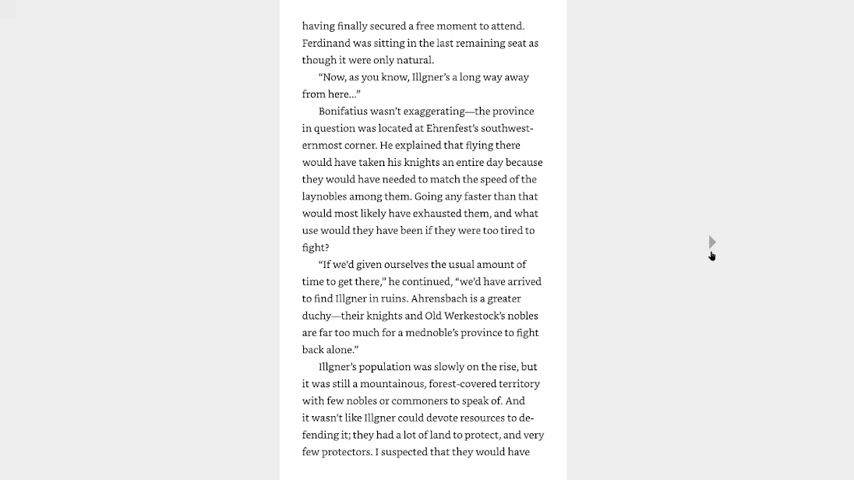 having finally secured a free moment to attend.
Ferdinand was sitting in the last remaining seat as
though it were only natural.
“Now, as you know, Illgner’s a long way away
from here...”
Bonifatius wasn’t exaggerating—the province
in question was located at Ehrenfest’s southwest-
ernmost corner. He explained that flying there
would have taken his knights an entire day because
they would have needed to match the speed of the
laynobles among them. Going any faster than that
would most likely have exhausted them, and what
use would they have been if they were too tired to
fight?
“If we’d given ourselves the usual amount of
time to get there,” he continued, “we’d have arrived
to find Illgner in ruins. Ahrensbach is a greater
duchy—their knights and Old Werkestock’s nobles
are far too much for a mednoble’s province to fight
back alone.”
Illgner’s population was slowly on the rise, but
it was still a mountainous, forest-covered territory
with few nobles or commoners to speak of. And
it wasn’t like Illgner could devote resources to de-
fending it; they had a lot of land to protect, and very
few protectors. I suspected that they would have